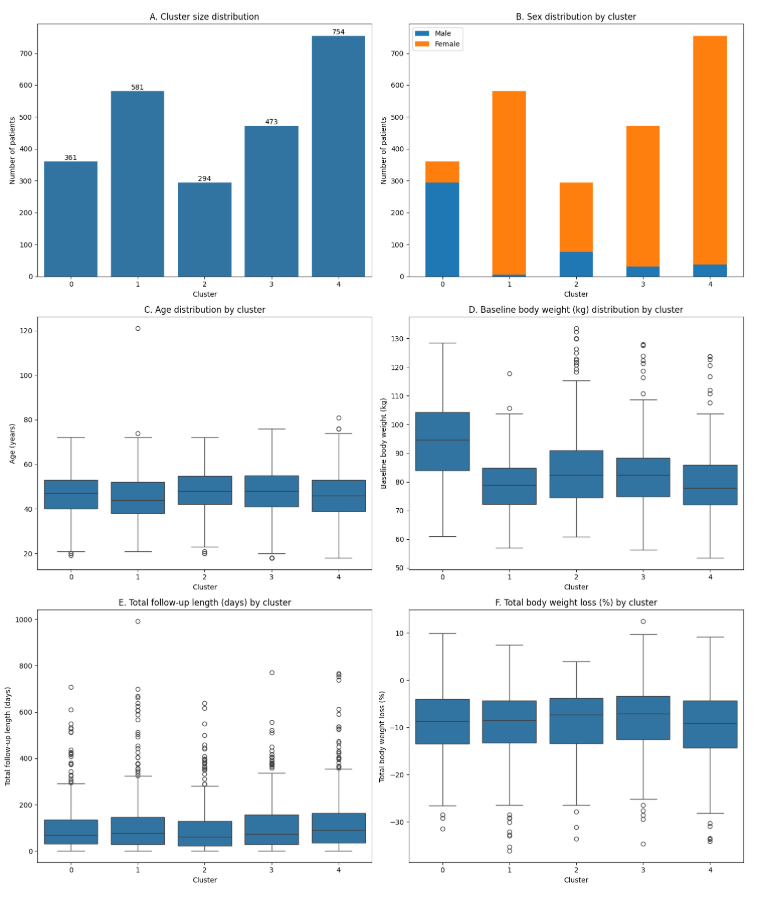 A. Cluster size distribution
Number of patients
700
600
500
400
300
200
100
0
361
581
294
473
754
0 1 2 3 4
Cluster
B. Sex distribution by cluster
Male
Female
Number of patients
700
600
500
400
300
200
100
0
0 1 2 3 4
Cluster
C. Age distribution by cluster
Age (years)
120
100
80
60
40
20
0 1 2 3 4
Cluster
D. Baseline body weight (kg) distribution by cluster
Baseline body weight (kg)
130
120
110
100
90
80
70
60
50
0 1 2 3 4
Cluster
E. Total follow-up length (days) by cluster
Total follow-up length (days)
1000
800
600
400
200
0
0 1 2 3 4
Cluster
F. Total body weight loss (%) by cluster
Total body weight loss (%)
10
0
−10
−20
−30
0 1 2 3 4
Cluster